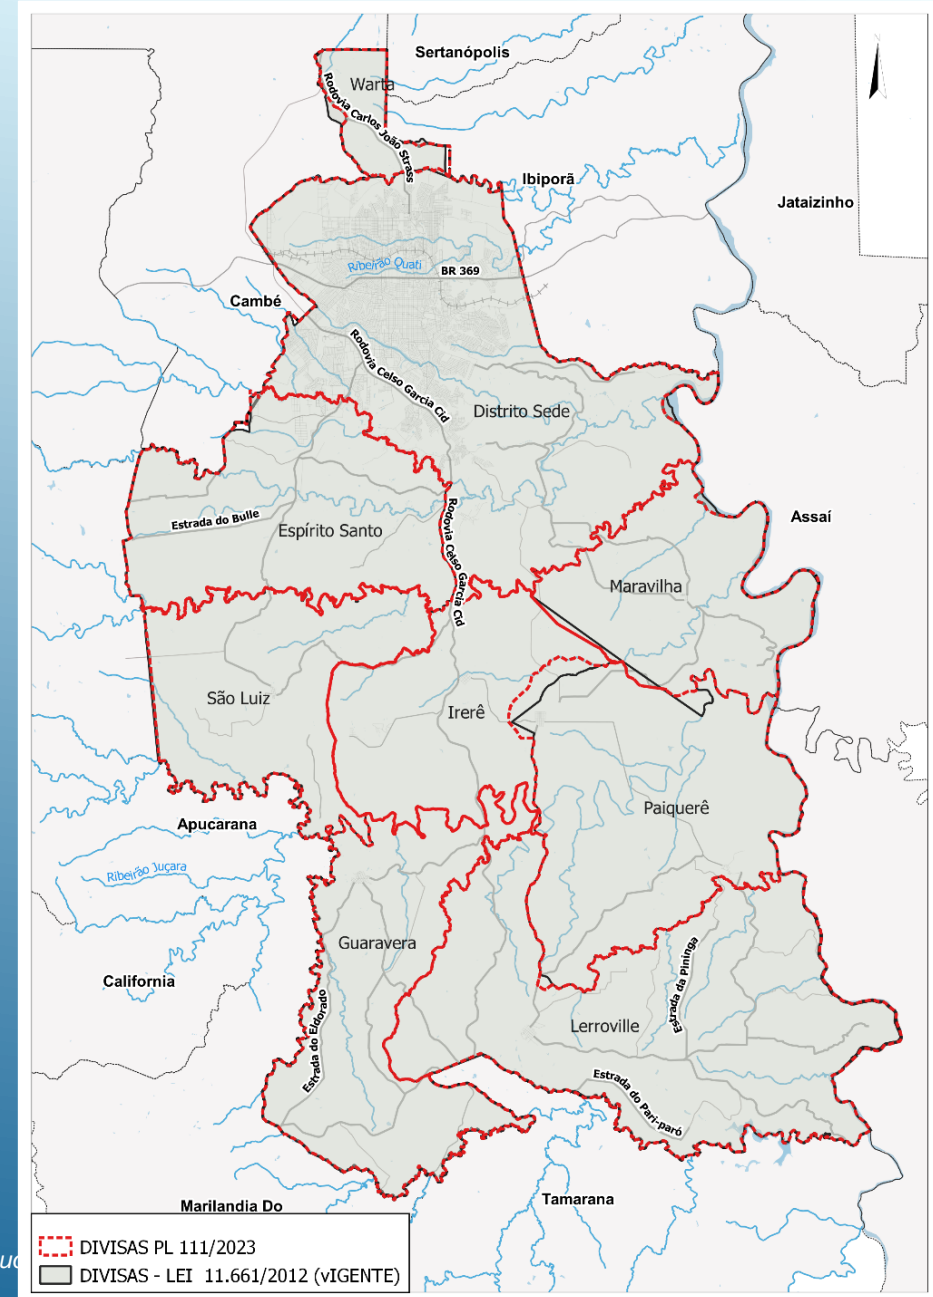 Sertanópolis
N
Warta
Rodovia Carlos João Strass
Ibiporã
Jataizinho
Ribeirão Quati
BR 369
Cambé
Rodovia Celso Garcia Cid
Distrito Sede
Estrada do Bulle
Espírito Santo
Rodovia Celso Garcia Cid
Assaí
Maravilha
São Luiz
Irerê
Paiquerê
Apucarana
Ribeirão Juçara
Guaravera
California
Estrada do Eldorapo
Estrada da Pininga
Lerroville
Estrada do Pari-paró
Marilandia Do
Tamarana
DIVISAS PL 111/2023
DIVISAS - LEI 11.661/2012 (vIGENTE)